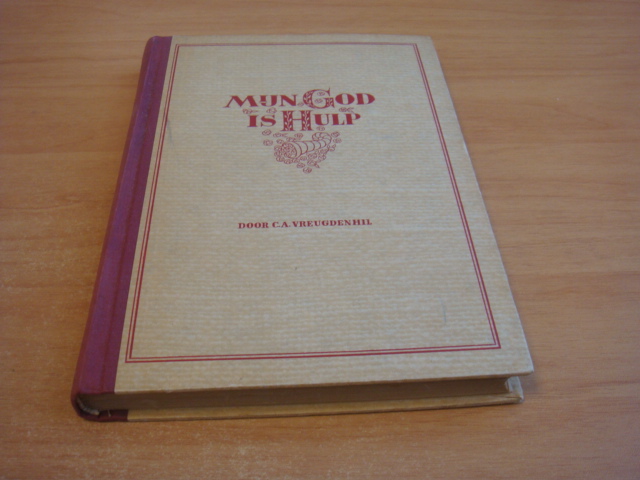 MIJN GOD
IS HULP
DOOR C.A. VREUGDENHIL